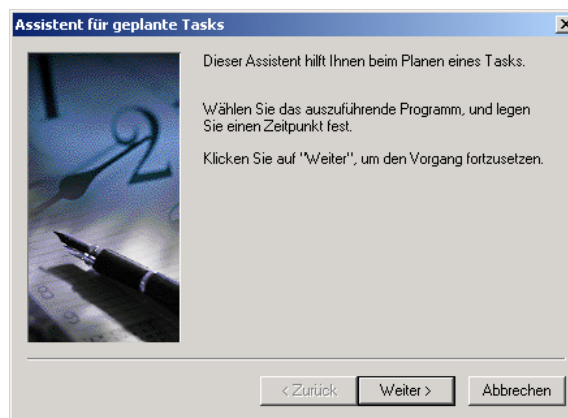 Assistent für geplante Tasks
Dieser Assistent hilft Ihnen beim Planen eines Tasks.
Wählen Sie das auszuführende Programm, und legen
Sie einen Zeitpunkt fest.
Klicken Sie auf "Weiter", um den Vorgang fortzusetzen.
2
< Zurück
Weiter >
Abbrechen